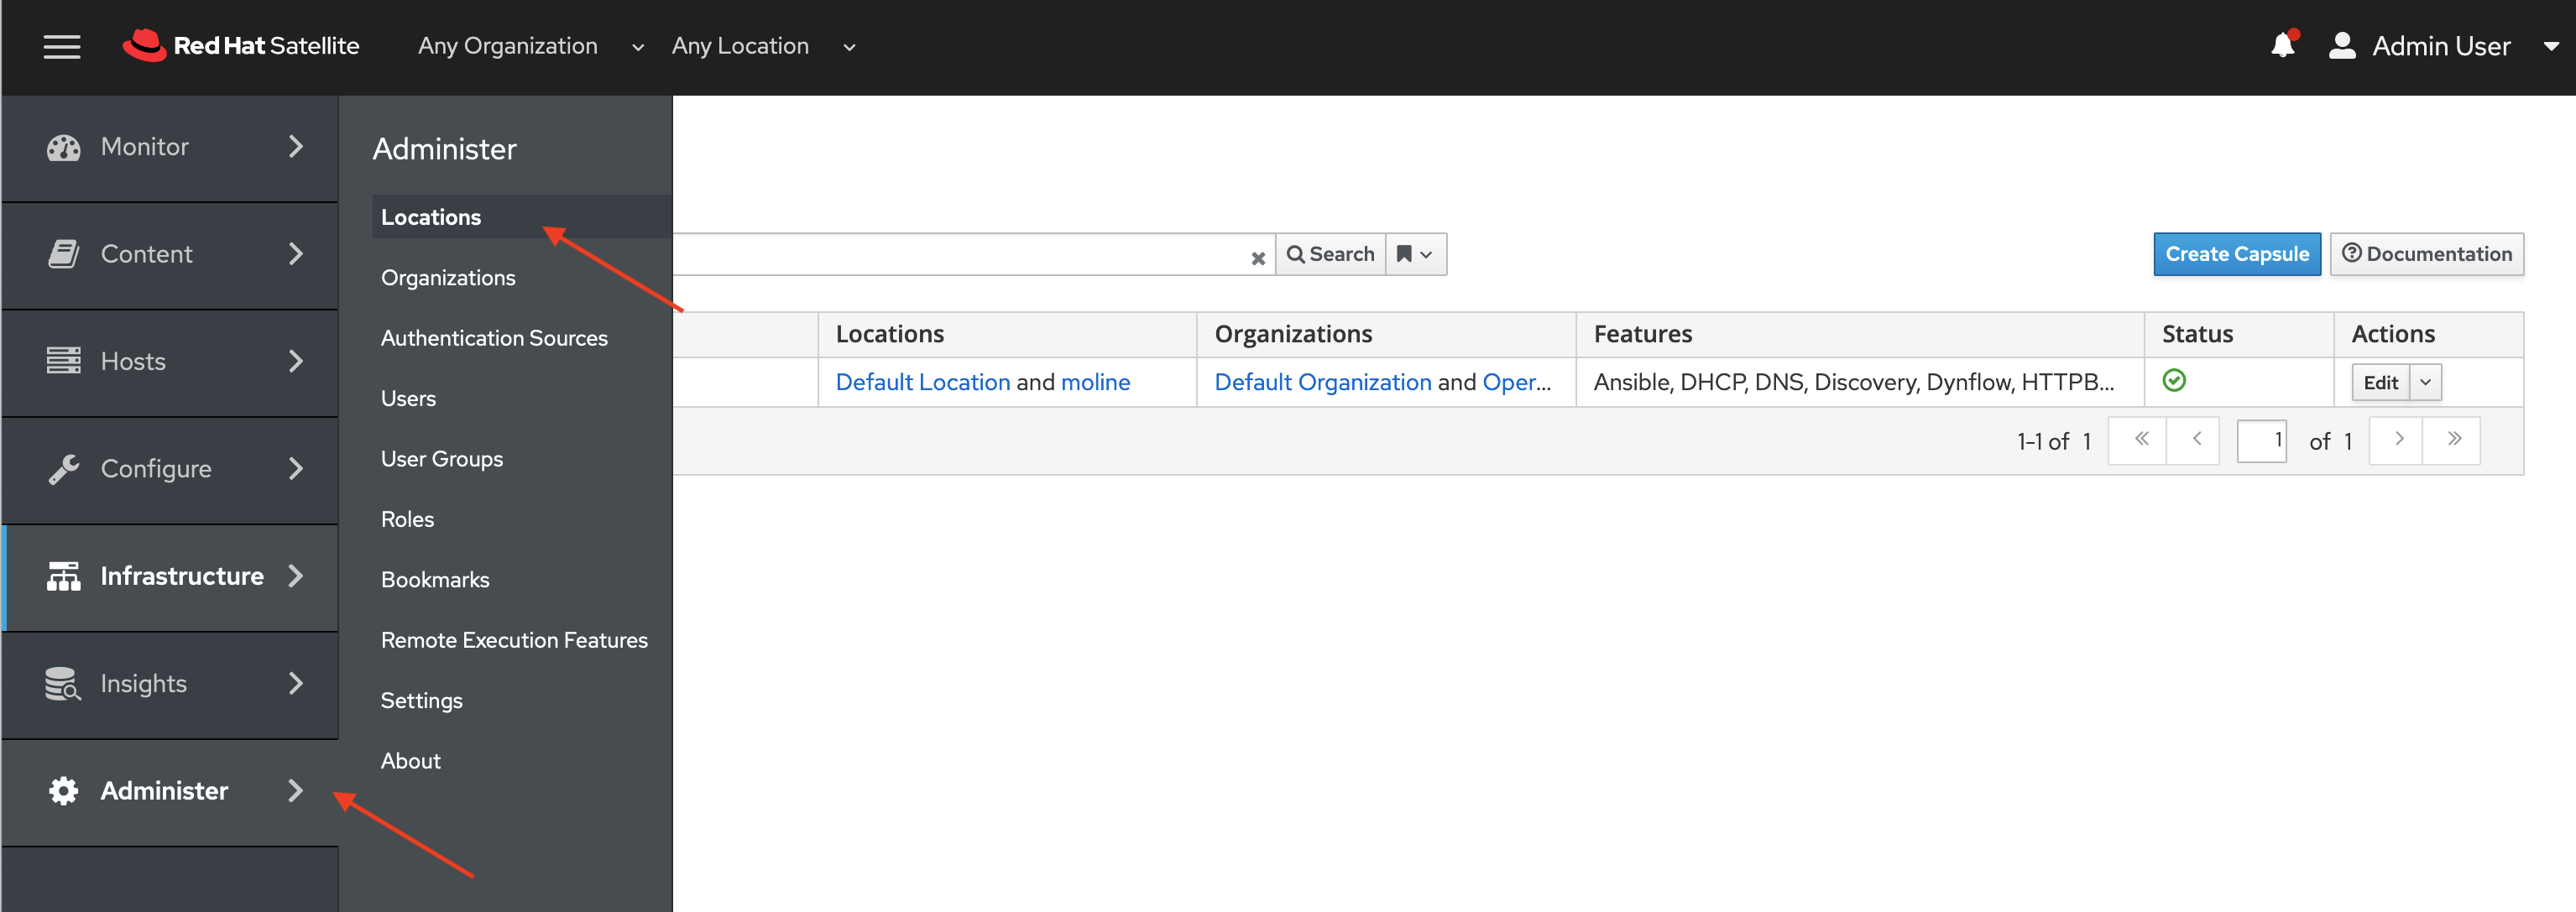 Red Hat Satellite Any Organization Any Location Admin User
Monitor
Content
Hosts
Configure
Infrastructure
Insights
Administer
Administer
Locations
Organizations
Authentication Sources
Users
User Groups
Roles
Bookmarks
Remote Execution Features
Settings
About
Search
Create Capsule Documentation
Locations Organizations Features Status Actions
Default Location and moline Default Organization and Oper... Ansible, DHCP, DNS, Discovery, Dynflow, HTTPB... Edit
1-1 of 1 « ‹ 1 of 1 › »